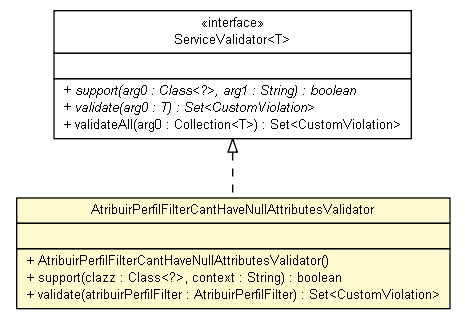 «interface»
ServiceValidator<T>
+ support(arg0 : Class<?>, arg1 : String) : boolean
+ validate(arg0 : T) : Set<CustomViolation>
+ validateAll(arg0 : Collection<T>) : Set<CustomViolation>
AtribuirPerfilFilterCantHaveNullAttributesValidator
+ AtribuirPerfilFilterCantHaveNullAttributesValidator()
+ support(clazz : Class<?>, context : String) : boolean
+ validate(atribuirPerfilFilter : AtribuirPerfilFilter) : Set<CustomViolation>